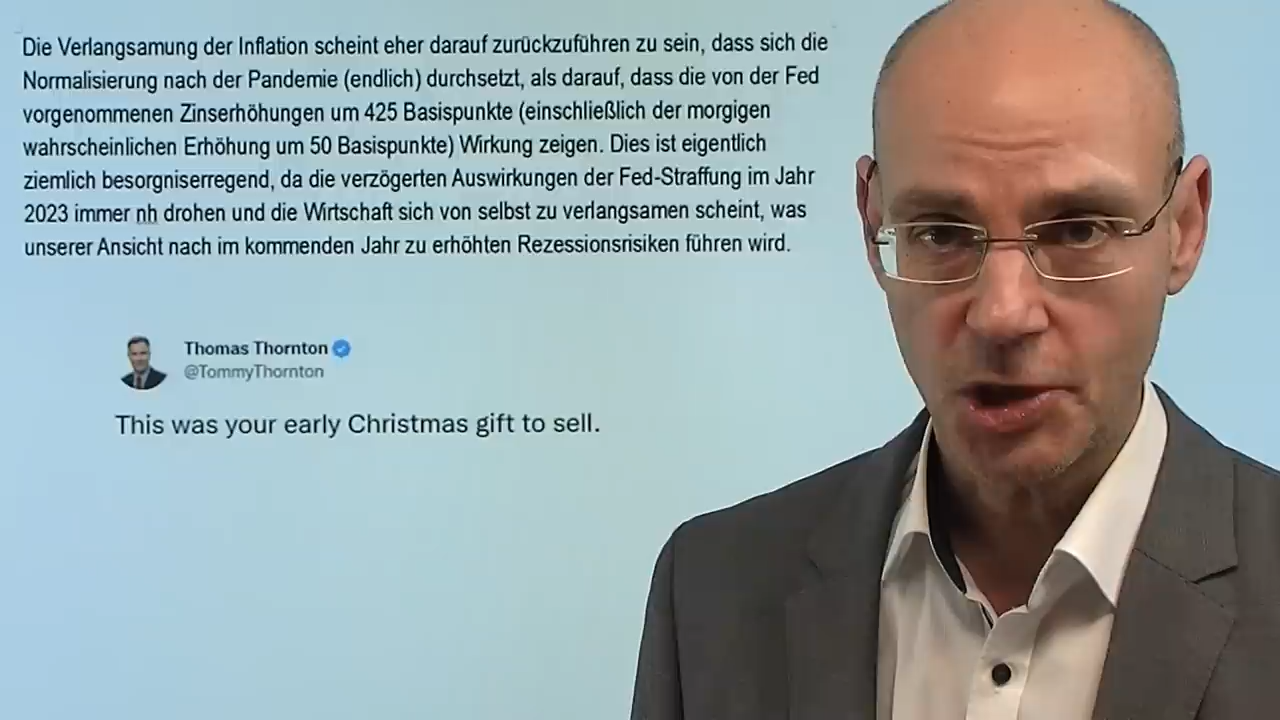 Die Verlangsamung der Inflation scheint eher darauf zurückzuführen zu sein, dass sich die
Normalisierung nach der Pandemie (endlich) durchsetzt, als darauf, dass die von der Fed
vorgenommenen Zinserhöhungen um 425 Basispunkte (einschließlich der morgigen
wahrscheinlichen Erhöhung um 50 Basispunkte) Wirkung zeigen. Dies ist eigentlich
ziemlich besorgniserregend, da die verzögerten Auswirkungen der Fed-Straffung im Jahr
2023 immer nh drohen und die Wirtschaft sich von selbst zu verlangsamen scheint, was
unserer Ansicht nach im kommenden Jahr zu erhöhten Rezessionsrisiken führen wird.
Thomas Thornton
@TommyThornton
This was your early Christmas gift to sell.